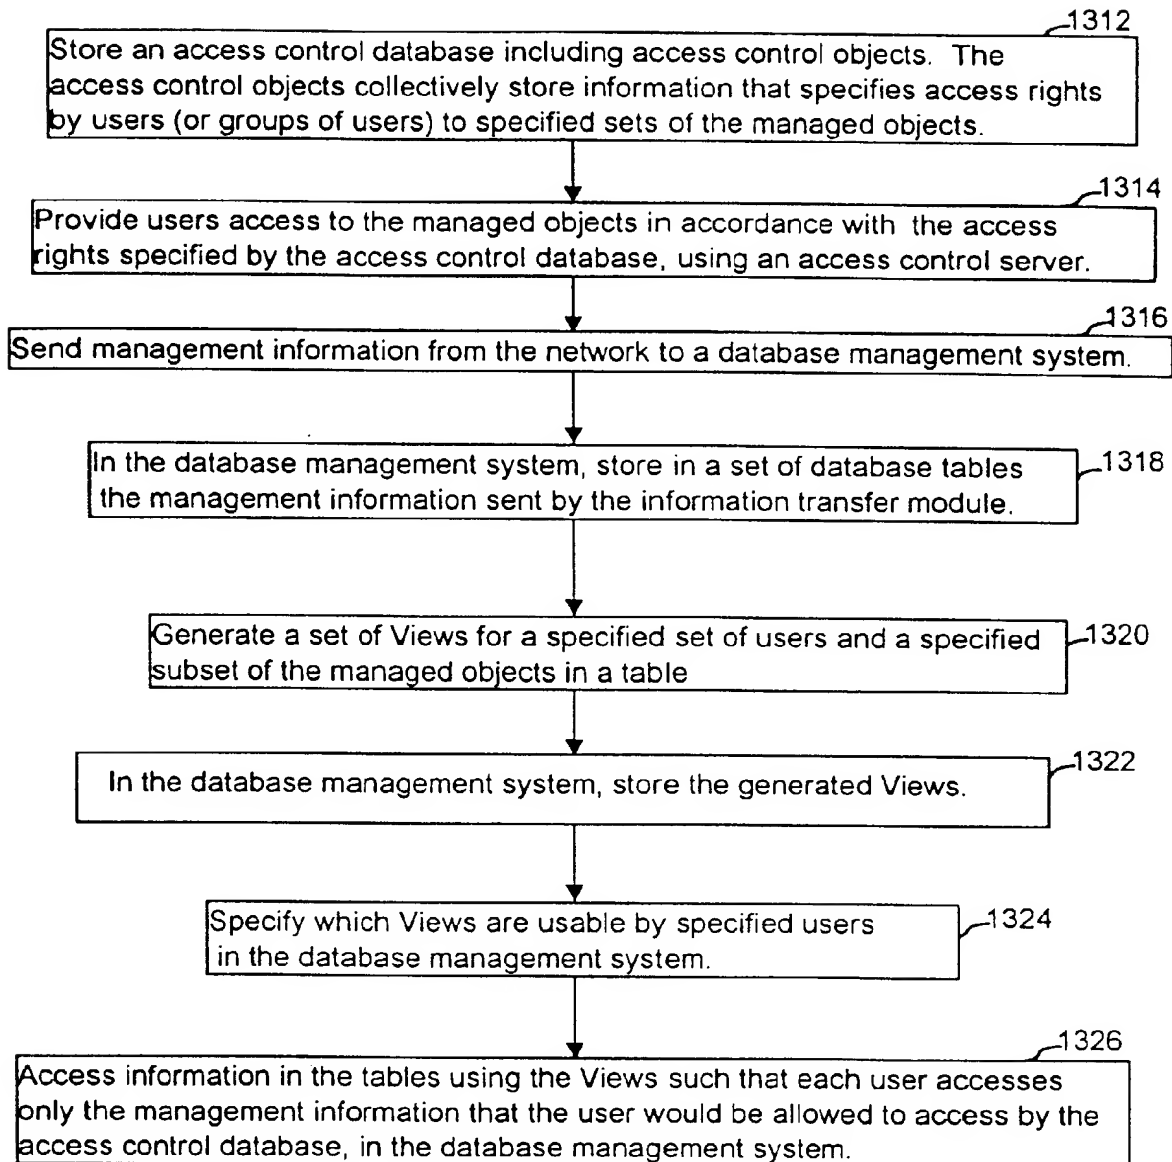 1312
Store an access control database including access control objects. The
access control objects collectively store information that specifies access rights
by users (or groups of users) to specified sets of the managed objects.
1314
Provide users access to the managed objects in accordance with the access
rights specified by the access control database, using an access control server.
1316
Send management information from the network to a database management system.
1318
In the database management system, store in a set of database tables
the management information sent by the information transfer module.
1320
Generate a set of Views for a specified set of users and a specified
subset of the managed objects in a table
1322
In the database management system, store the generated Views.
1324
Specify which Views are usable by specified users
in the database management system.
1326
Access information in the tables using the Views such that each user accesses
only the management information that the user would be allowed to access by the
access control database, in the database management system.